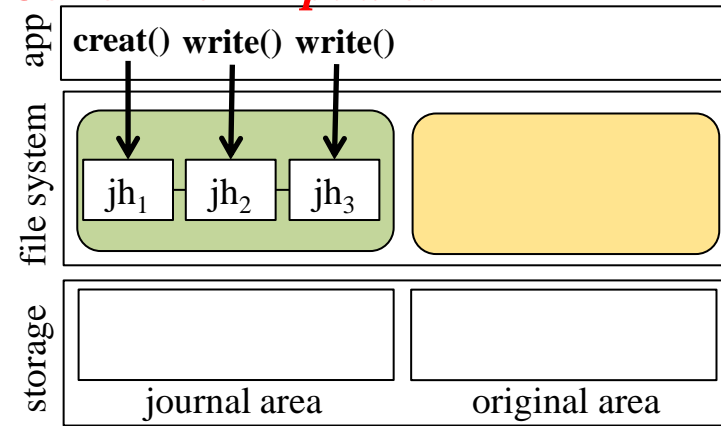 app
creat() write() write()
file system
jh₁ jh₂ jh₃
storage
journal area original area